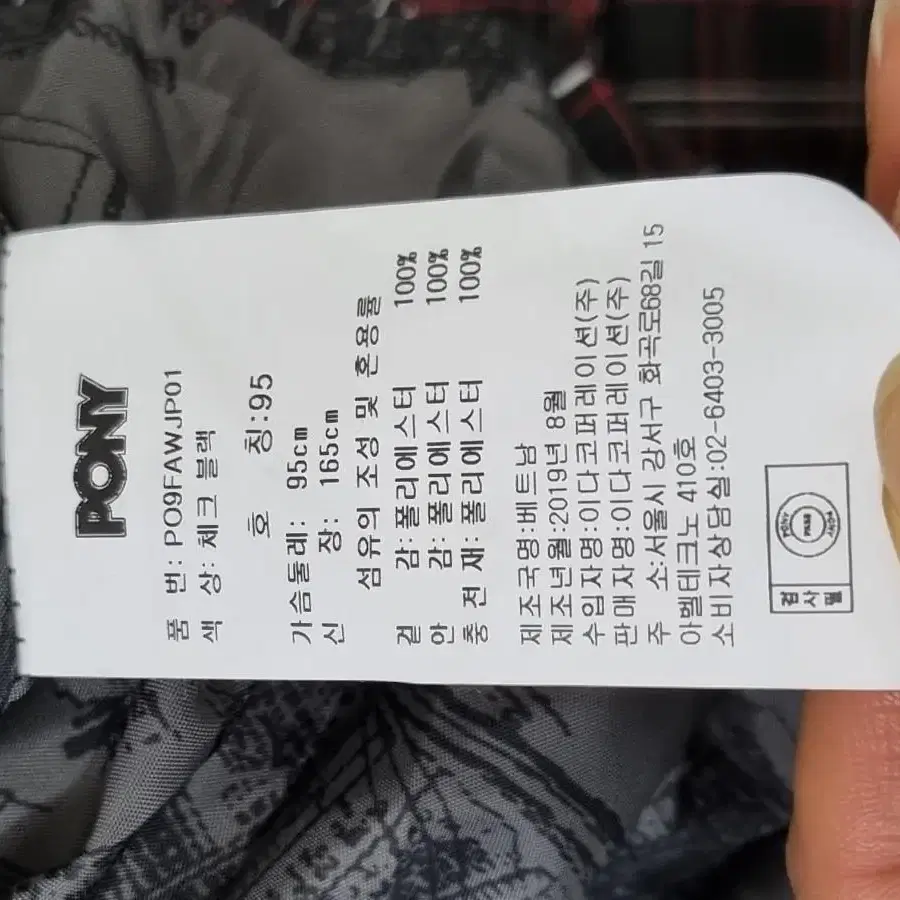 PONY
품 번: PO9FAWJP01
색 상: 체크 블랙
호 칭:95
가슴둘레: 95cm
신 장: 165cm
섬유의 조성 및 혼용률
겉 감:폴리에스터 100%
안 감:폴리에스터 100%
충 전 재:폴리에스터 100%
제조국명:베트남
제조년월:2019년 8월
수입자명:이다코퍼레이션(주)
판매자명:이다코퍼레이션(주)
주 소:서울시 강서구 화곡로68길 15
아벨테크노 410호
소비자상담실:02-6403-3005
검사필
PONY
PONY